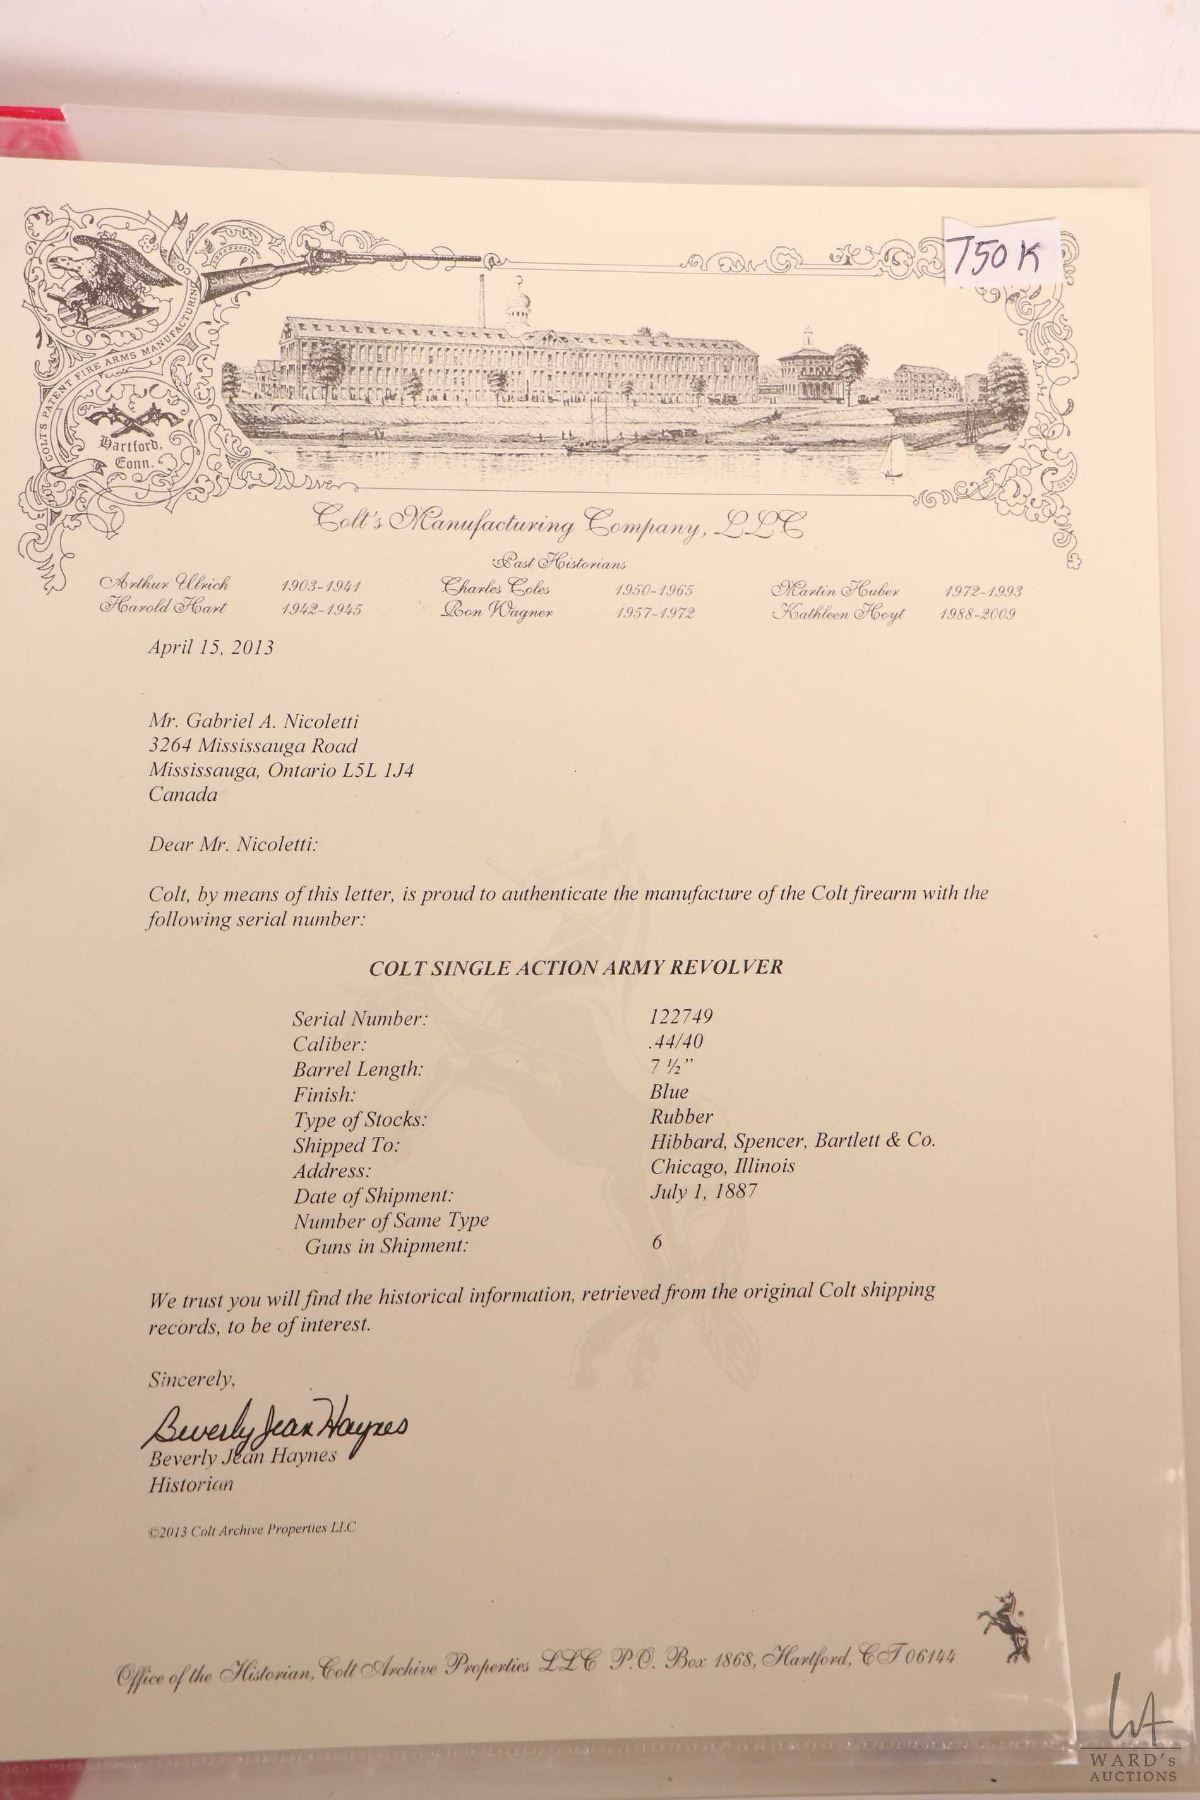 750K
COLT'S PATENT FIRE ARMS MANUFACTURING CO
Hartford,
Conn.
Colt's Manufacturing Company, LLC
Past Historians
Arthur Ulrich 1903-1941 Charles Coles 1950-1965 Martin Huber 1972-1993
Harold Hart 1942-1945 Ron Wagner 1957-1972 Kathleen Hoyt 1988-2009
April 15, 2013
Mr. Gabriel A. Nicoletti
3264 Mississauga Road
Mississauga, Ontario L5L 1J4
Canada
Dear Mr. Nicoletti:
Colt, by means of this letter, is proud to authenticate the manufacture of the Colt firearm with the
following serial number:
COLT SINGLE ACTION ARMY REVOLVER
Serial Number: 122749
Caliber: .44/40
Barrel Length: 7 ½"
Finish: Blue
Type of Stocks: Rubber
Shipped To: Hibbard, Spencer, Bartlett & Co.
Address: Chicago, Illinois
Date of Shipment: July 1, 1887
Number of Same Type
Guns in Shipment: 6
We trust you will find the historical information, retrieved from the original Colt shipping
records, to be of interest.
Sincerely,
Beverly Jean Haynes
Beverly Jean Haynes
Historian
©2013 Colt Archive Properties LLC
Office of the Historian, Colt Archive Properties LLC P.O. Box 1868, Hartford, CT 06144
WA
WARD's
AUCTIONS